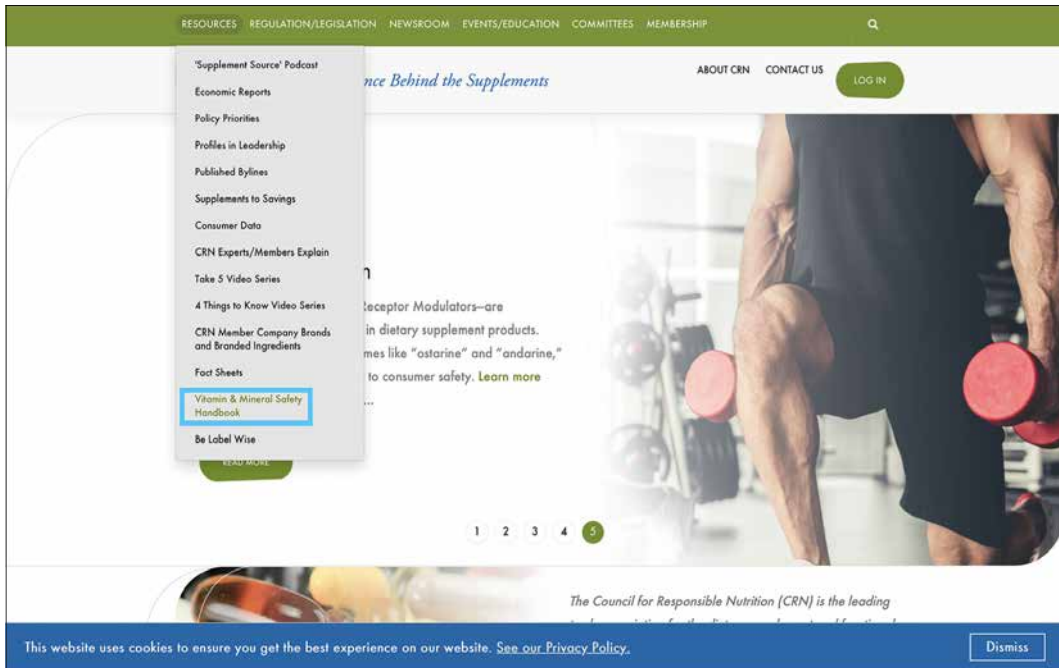 RESOURCES REGULATION/LEGISLATION NEWSROOM EVENTS/EDUCATION COMMITTEES MEMBERSHIP
'Supplement Source' Podcast
Economic Reports
Policy Priorities
Profiles in Leadership
Published Bylines
Supplements to Savings
Consumer Data
CRN Experts/Members Explain
Take 5 Video Series
4 Things to Know Video Series
CRN Member Company Brands
and Branded Ingredients
Fact Sheets
Vitamin & Mineral Safety
Handbook
Be Label Wise
Behind the Supplements
ABOUT CRN CONTACT US
LOG IN
Receptor Modulators—are
in dietary supplement products.
like “ostarine” and “andarine,”
to consumer safety. Learn more
...
READ MORE
1 2 3 4 5
The Council for Responsible Nutrition (CRN) is the leading
This website uses cookies to ensure you get the best experience on our website. See our Privacy Policy.
Dismiss